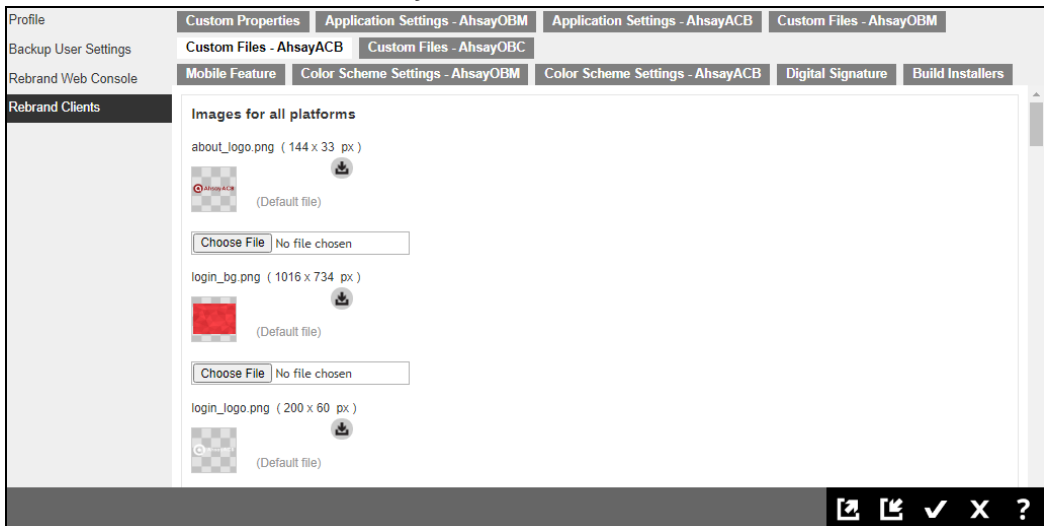 Profile
Backup User Settings
Rebrand Web Console
Rebrand Clients
Custom Properties Application Settings - AhsayOBM Application Settings - AhsayACB Custom Files - AhsayOBM
Custom Files - AhsayACB Custom Files - AhsayOBC
Mobile Feature Color Scheme Settings - AhsayOBM Color Scheme Settings - AhsayACB Digital Signature Build Installers
Images for all platforms
about_logo.png ( 144 x 33 px )
AhsayACB
(Default file)
Choose File No file chosen
login_bg.png ( 1016 x 734 px )
(Default file)
Choose File No file chosen
login_logo.png ( 200 x 60 px )
(Default file)
X ?